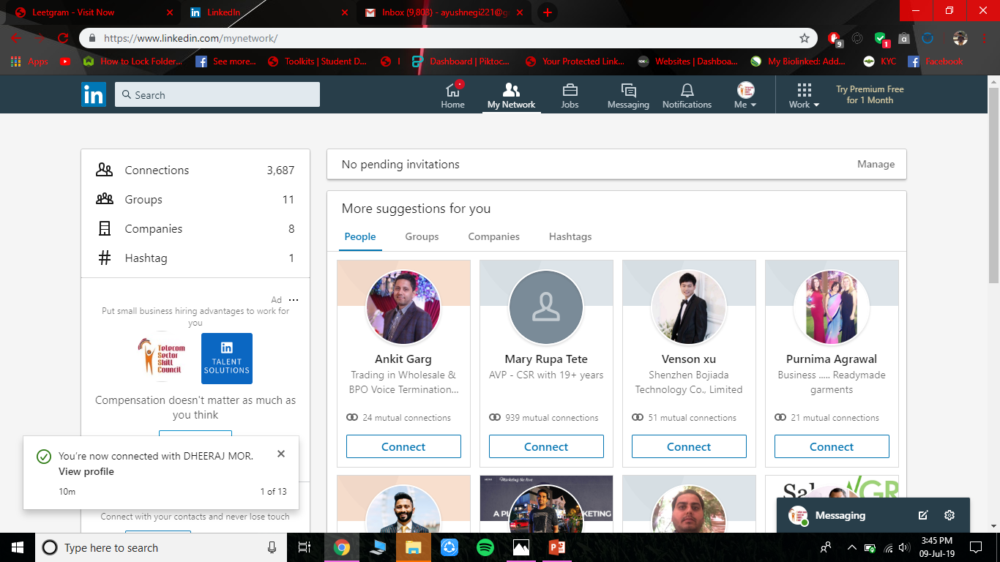 Leetgram - Visit Now
LinkedIn
Inbox (9,803) - ayushnegi221@g
https://www.linkedin.com/mynetwork/
9
1
Apps
How to Lock Folder...
See more...
Toolkits | Student D...
I
Dashboard | Piktoc...
Your Protected Link...
Websites | Dashboa...
My Biolinked: Add...
KYC
Facebook
in
Search
Home
My Network
Jobs
Messaging
Notifications
Me
Work
Try Premium Free
for 1 Month
Connections 3,687
Groups 11
Companies 8
Hashtag 1
Ad
Put small business hiring advantages to work for
you
Telecom
Sector
Skill
Council
in
TALENT
SOLUTIONS
Compensation doesn't matter as much as
you think
You're now connected with DHEERAJ MOR.
View profile
10m 1 of 13
Connect with your contacts and never lose touch
No pending invitations Manage
More suggestions for you
People Groups Companies Hashtags
Ankit Garg
Trading in Wholesale &
BPO Voice Termination...
24 mutual connections
Connect
Mary Rupa Tete
AVP - CSR with 19+ years
939 mutual connections
Connect
Venson xu
Shenzhen Bojiada
Technology Co., Limited
51 mutual connections
Connect
Purnima Agrawal
Business ..... Readymade
garments
21 mutual connections
Connect
Marketing the
Messaging
Type here to search
3:45 PM
09-Jul-19